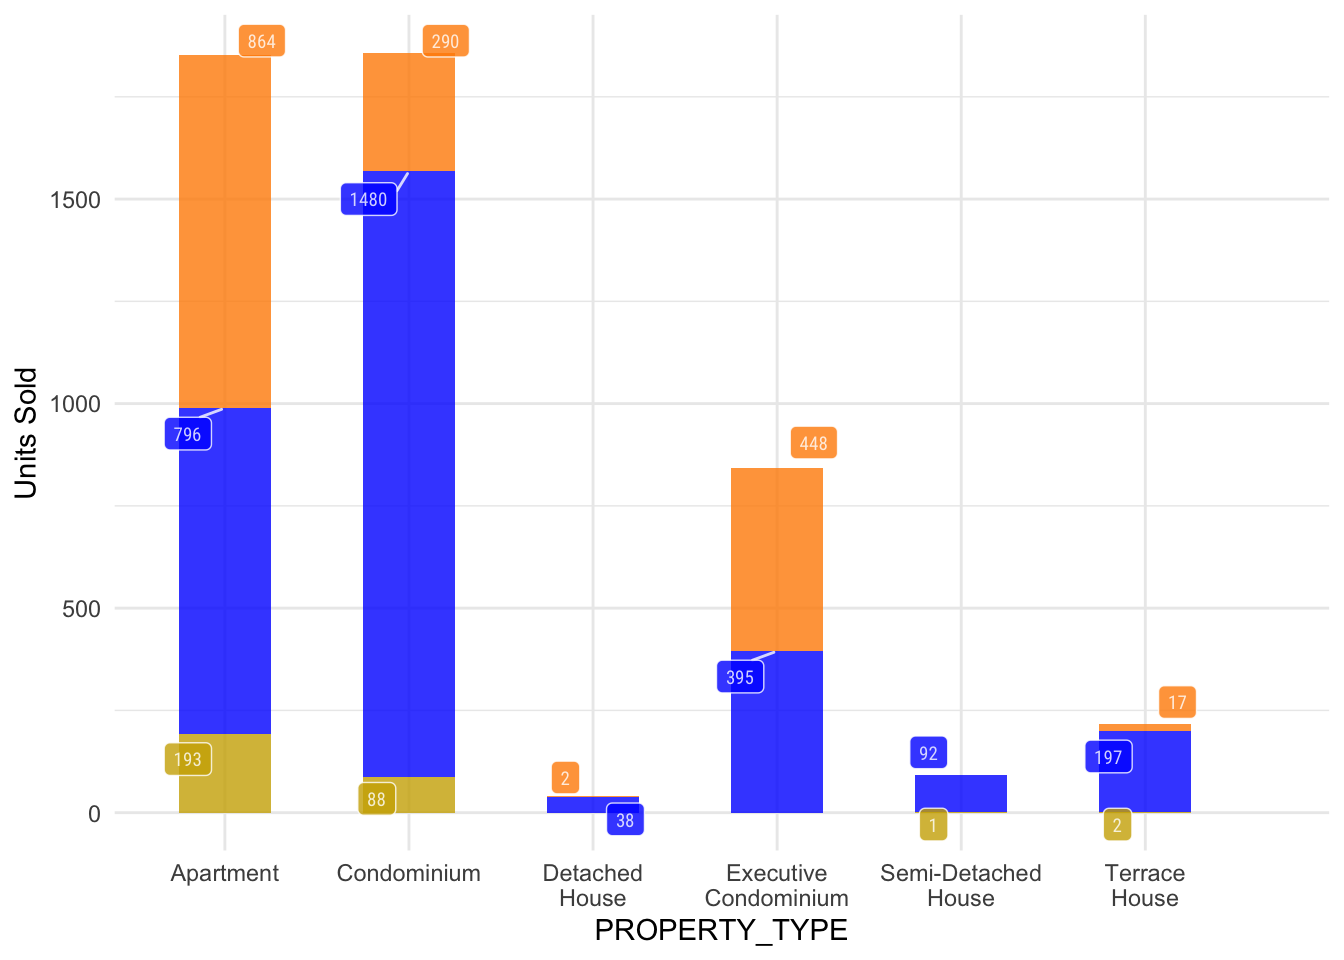 864
290
1500
1480
1000
796
448
Units Sold
500
395
17
193
88
2
38
92
197
1
2
0
Apartment
Condominium
Detached
House
Executive
Condominium
Semi-Detached
House
Terrace
House
PROPERTY_TYPE